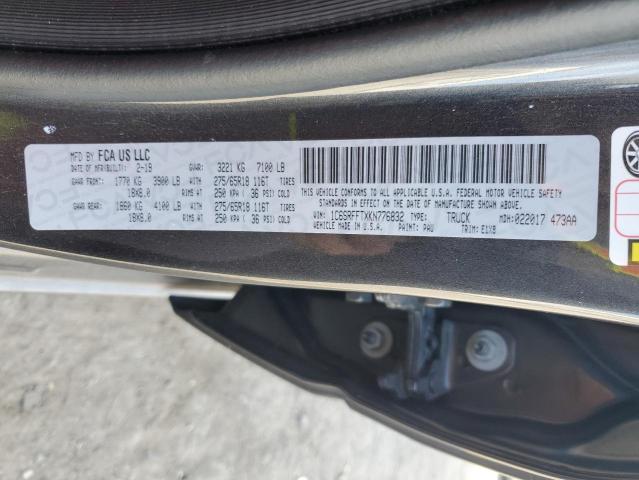 MFD BY FCA US LLC
DATE OF MFR(BUILT): 2-19 GVWR: 3221 KG 7100 LB
GAWR FRONT: 1770 KG 3900 LB WITH 275/65R18 116T TIRES
18X8.0 RIMS AT 250 KPA ( 36 PSI) COLD
GAWR REAR: 1860 KG 4100 LB WITH 275/65R18 116T TIRES
18X8.0 RIMS AT 250 KPA ( 36 PSI) COLD
THIS VEHICLE CONFORMS TO ALL APPLICABLE U.S.A. FEDERAL MOTOR VEHICLE SAFETY
STANDARDS IN EFFECT ON THE DATE OF MANUFACTURE SHOWN ABOVE.
VIN: 1C6SRFFTXKN776832 TYPE: TRUCK MDH:022017 473AA
VEHICLE MADE IN U.S.A. PAINT: PAU TRIM: E1X9